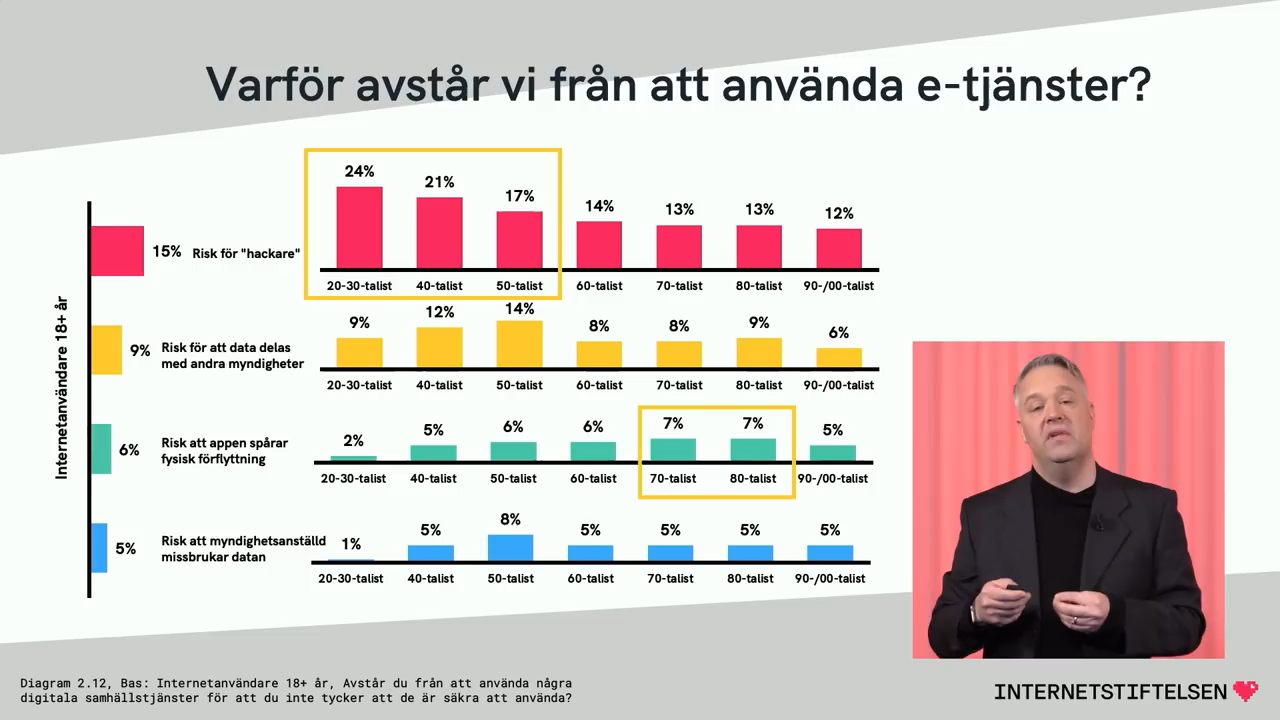 Varför avstår vi från att använda e-tjänster?
Internetanvändare 18+ år
15% Risk för "hackare"
24% 21% 17% 14% 13% 13% 12%
20-30-talist 40-talist 50-talist 60-talist 70-talist 80-talist 90-/00-talist
9% Risk för att data delas
med andra myndigheter
9% 12% 14% 8% 8% 9% 6%
20-30-talist 40-talist 50-talist 60-talist 70-talist 80-talist 90-/00-talist
6% Risk att appen spårar
fysisk förflyttning
2% 5% 6% 6% 7% 7% 5%
20-30-talist 40-talist 50-talist 60-talist 70-talist 80-talist 90-/00-talist
5% Risk att myndighetsanställd
missbrukar datan
1% 5% 8% 5% 5% 5% 5%
20-30-talist 40-talist 50-talist 60-talist 70-talist 80-talist 90-/00-talist
Diagram 2.12, Bas: Internetanvändare 18+ år, Avstår du från att använda några
digitala samhällstjänster för att du inte tycker att de är säkra att använda?
INTERNETSTIFTELSEN